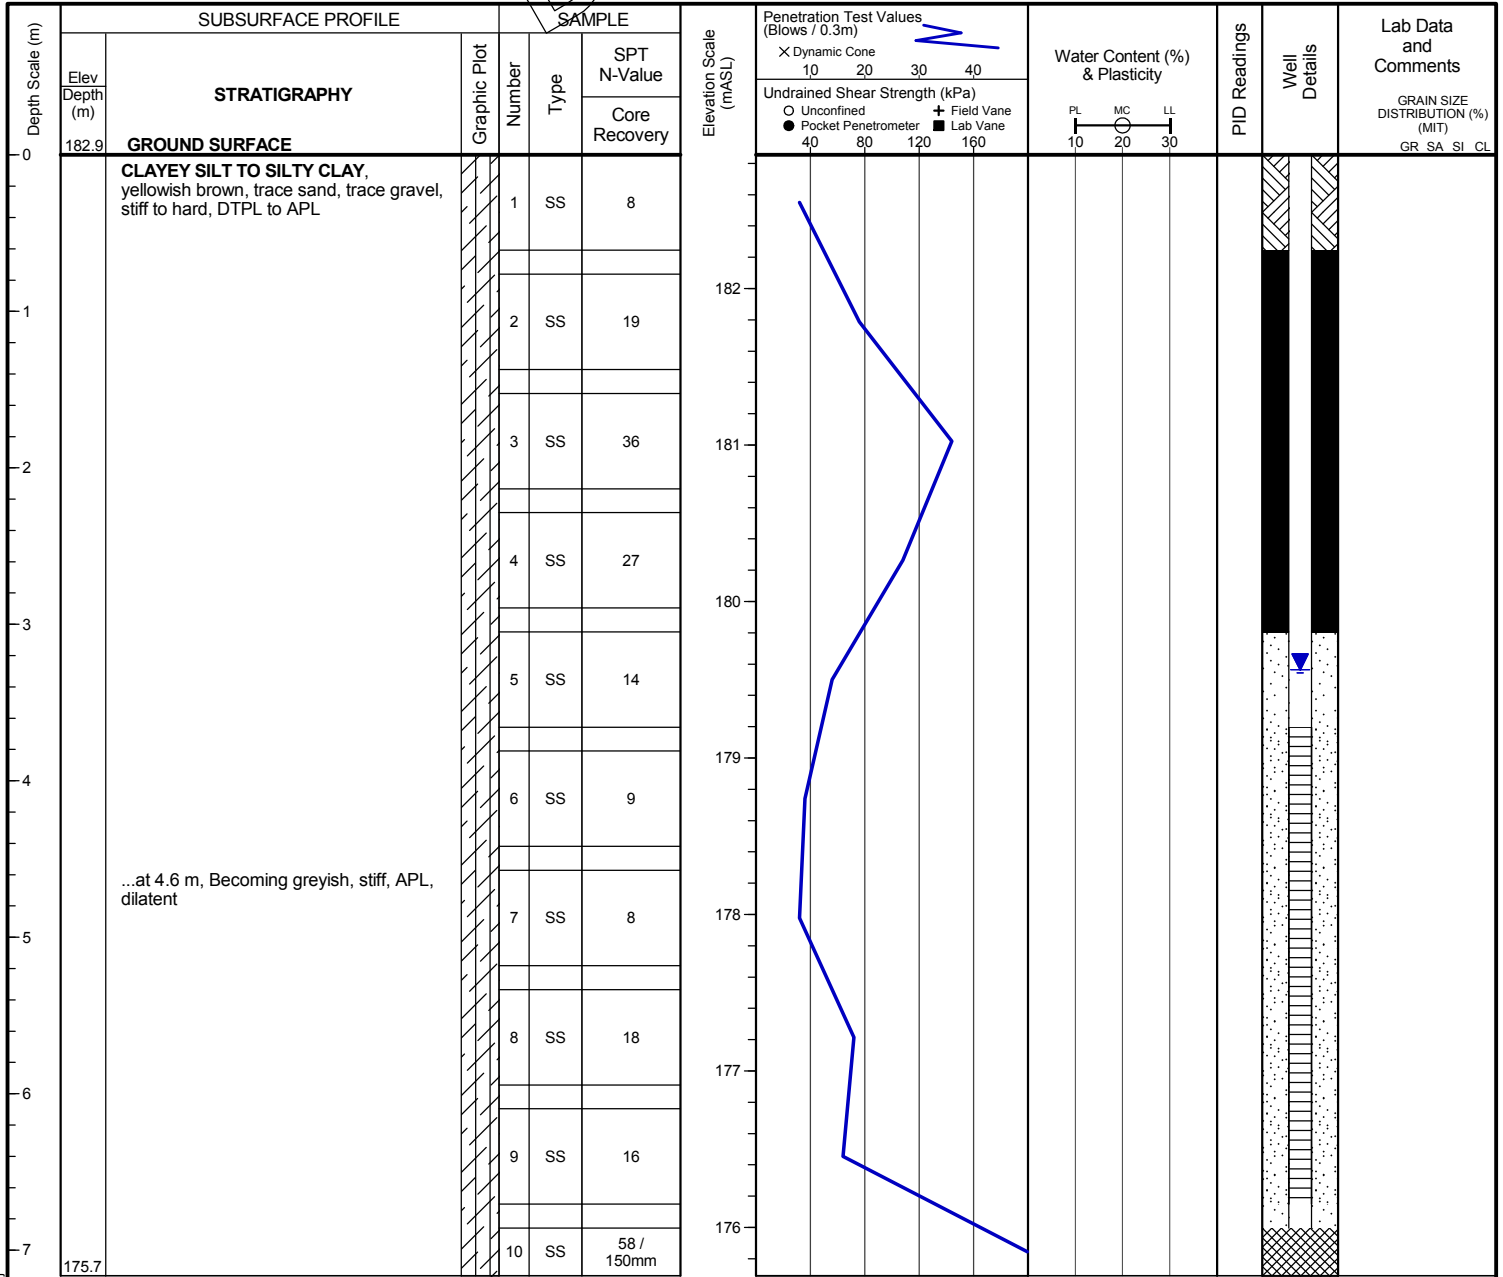 SUBSURFACE PROFILE
SAMPLE
Depth Scale (m)
Elev
Depth
(m)
STRATIGRAPHY
Graphic Plot
Number
Type
SPT
N-Value
Core
Recovery
Elevation Scale
(mASL)
Penetration Test Values
(Blows / 0.3m)
X Dynamic Cone
10 20 30 40
Undrained Shear Strength (kPa)
Unconfined
Field Vane
Pocket Penetrometer
Lab Vane
40 80 120 160
Water Content (%)
& Plasticity
PL MC LL
10 20 30
PID Readings
Well
Details
Lab Data
and
Comments
GRAIN SIZE
DISTRIBUTION (%)
(MIT)
GR SA SI CL
182.9 GROUND SURFACE
0
CLAYEY SILT TO SILTY CLAY,
yellowish brown, trace sand, trace gravel,
stiff to hard, DTPL to APL
1 SS 8
182
1
2 SS 19
3 SS 36
181
2
4 SS 27
180
3
5 SS 14
179
4
6 SS 9
...at 4.6 m, Becoming greyish, stiff, APL,
dilatent
7 SS 8
178
5
8 SS 18
177
6
9 SS 16
176
7
10 SS 58 /
150mm
175.7